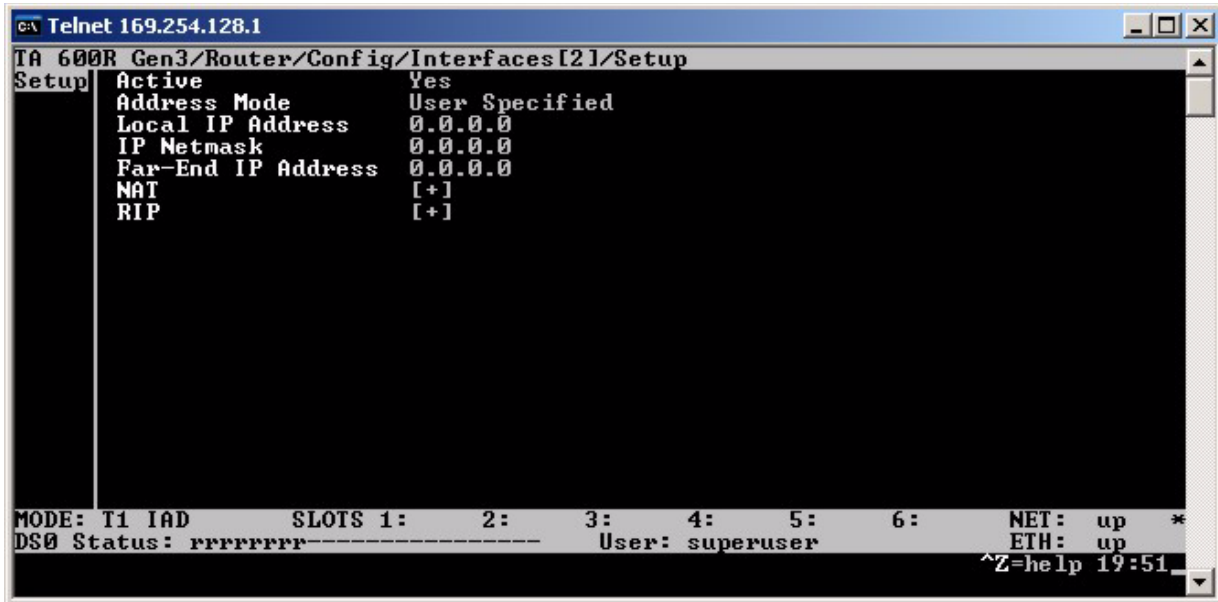 Telnet 169.254.128.1
TA 600R Gen3/Router/Config/Interfaces[2]/Setup
Setup Active Yes
Address Mode User Specified
Local IP Address 0.0.0.0
IP Netmask 0.0.0.0
Far-End IP Address 0.0.0.0
NAT [+]
RIP [+]
MODE: T1 IAD SLOTS 1: 2: 3: 4: 5: 6: NET: up *
DS0 Status: rrrrrrrr---------------- User: superuser ETH: up
^Z=help 19:51_